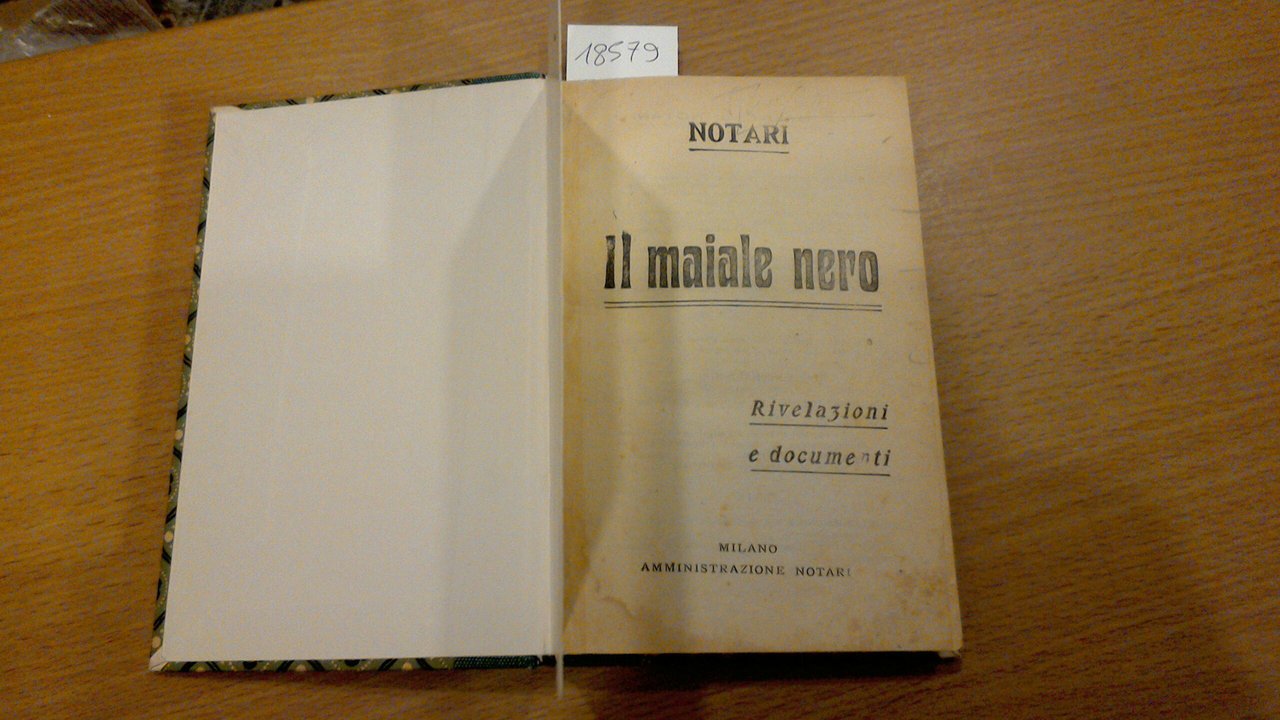 18579
NOTARI
Il maiale nero
Rivelazioni
e documenti
MILANO
AMMINISTRAZIONE NOTARI